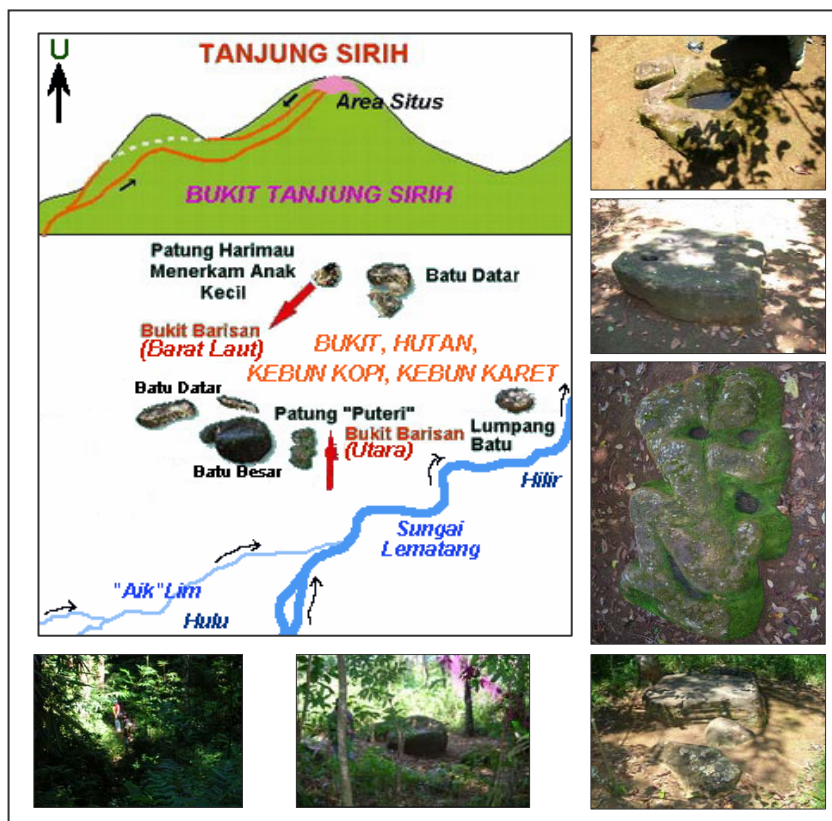 U
TANJUNG SIRIH
Area Situs
BUKIT TANJUNG SIRIH
Patung Harimau
Menerkam Anak
Kecil
Batu Datar
Bukit Barisan
(Barat Laut)
BUKIT, HUTAN,
KEBUN KOPI, KEBUN KARET
Batu Datar
Batu Besar
Patung "Puteri"
Bukit Barisan
(Utara)
Lumpang
Batu
Hilir
Sungai
Lematang
"Aik"Lim
Hulu